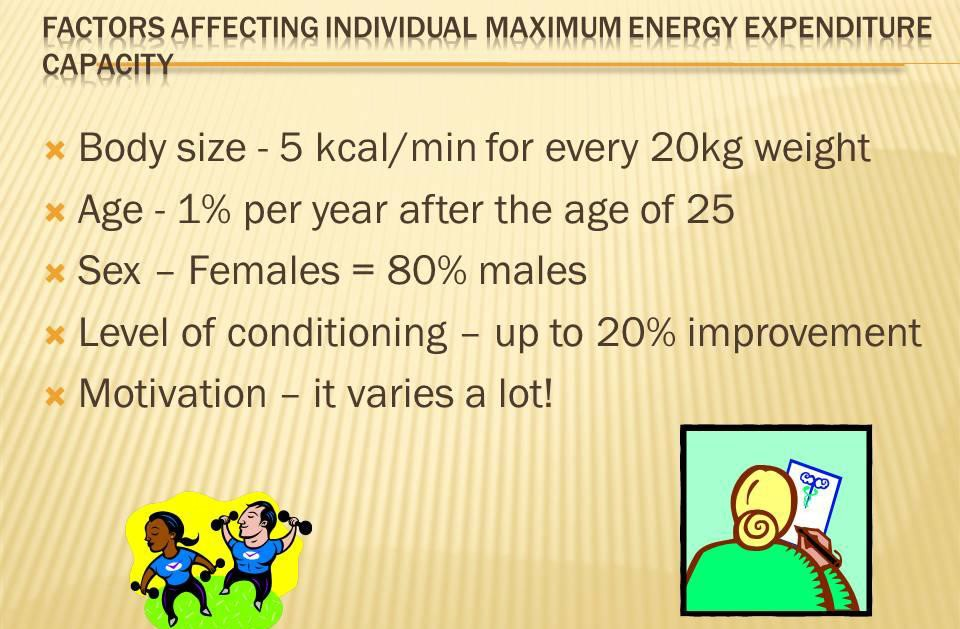 FACTORS AFFECTING INDIVIDUAL MAXIMUM ENERGY EXPENDITURE
CAPACITY
Body size - 5 kcal/min for every 20kg weight
Age - 1% per year after the age of 25
Sex – Females = 80% males
Level of conditioning – up to 20% improvement
Motivation – it varies a lot!